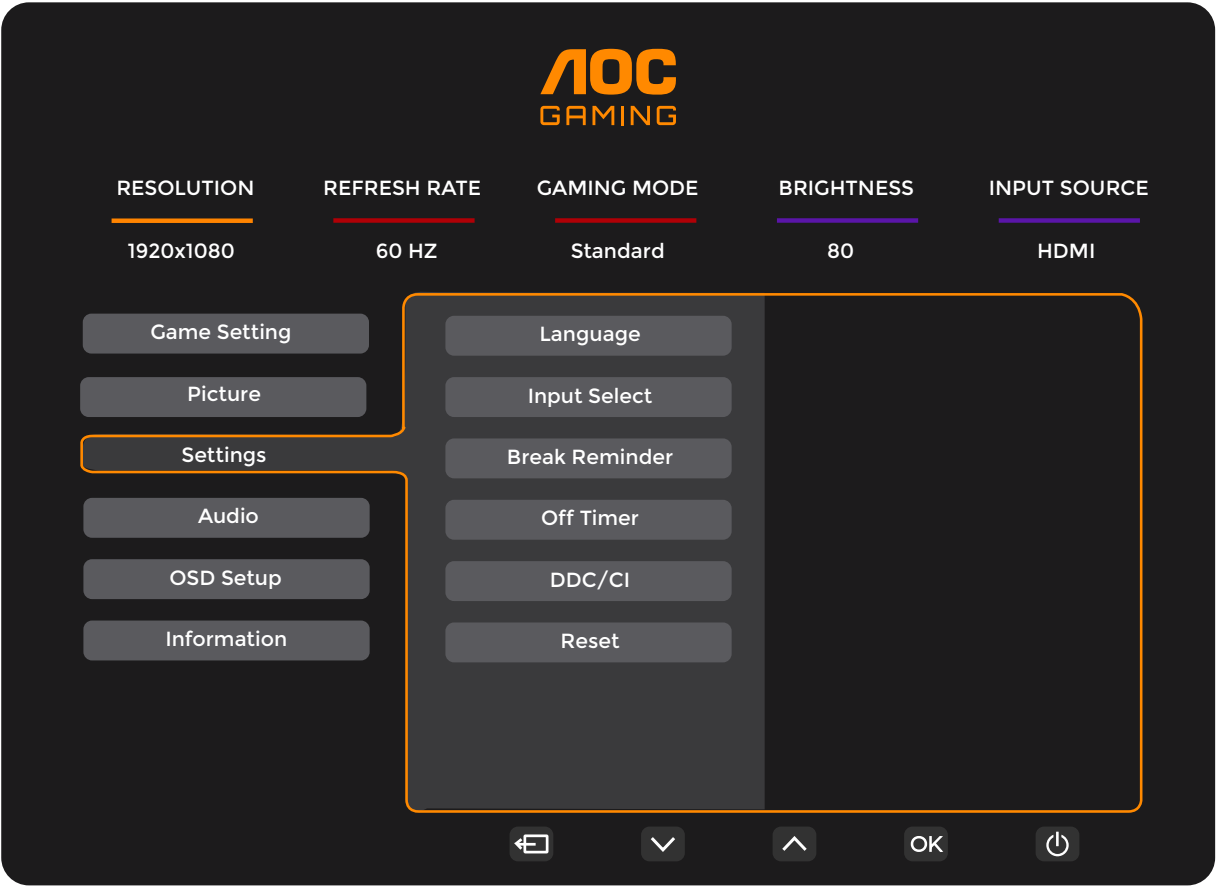 AOC
GAMING
RESOLUTION REFRESH RATE GAMING MODE BRIGHTNESS INPUT SOURCE
1920x1080 60 HZ Standard 80 HDMI
Game Setting
Picture
Settings
Audio
OSD Setup
Information
Language
Input Select
Break Reminder
Off Timer
DDC/CI
Reset
OK